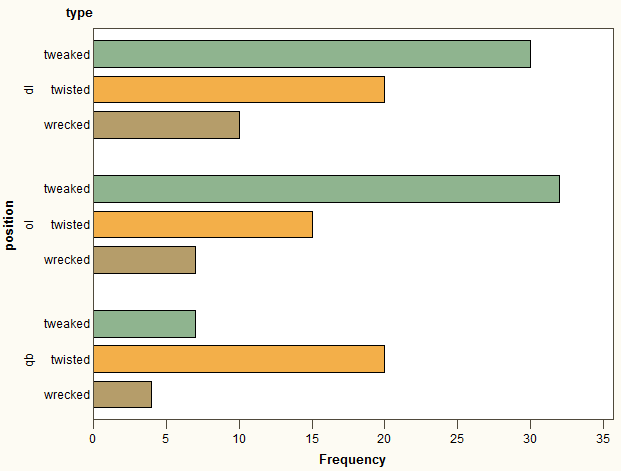 type
tweaked
dl twisted
wrecked
tweaked
position ol twisted
wrecked
tweaked
qb twisted
wrecked
0 5 10 15 20 25 30 35
Frequency